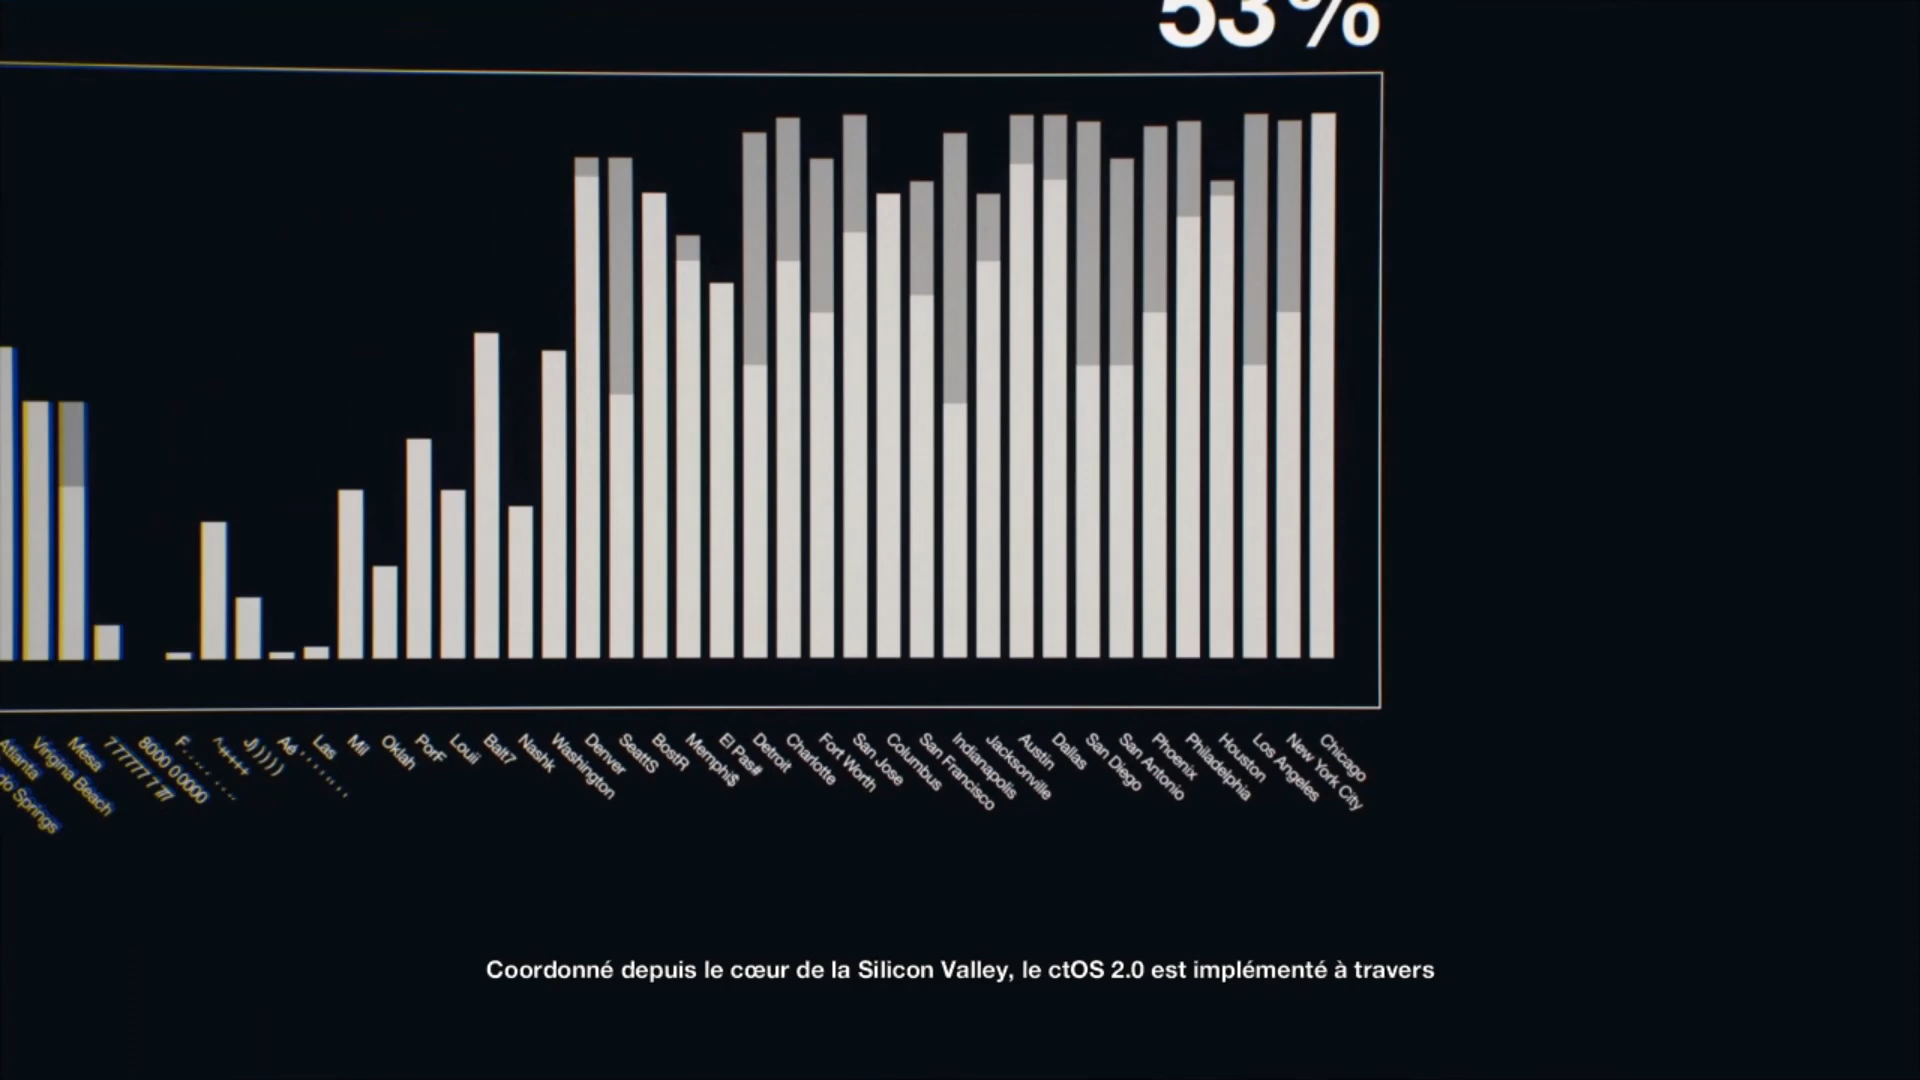 53%
Atlanta
Virgina Beach
Mesa
Las
Mil
Oklah
PorF
Louii
Balt7
Nashk
Washington
Denver
SeattS
BostR
Memphi$
El Pas#
Detroit
Charlotte
Fort Worth
San Jose
Columbus
San Francisco
Indianapolis
Jacksonville
Austin
Dallas
San Diego
San Antonio
Phoenix
Philadelphia
Houston
Los Angeles
New York City
Chicago
Coordonné depuis le cœur de la Silicon Valley, le ctOS 2.0 est implémenté à travers